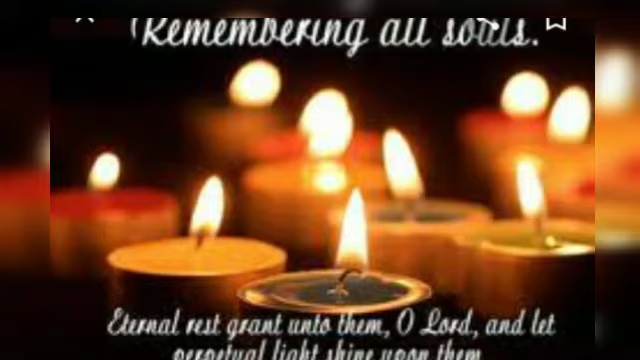 Remembering all souls.
Eternal rest grant unto them, O Lord, and let
perpetual light shine upon them